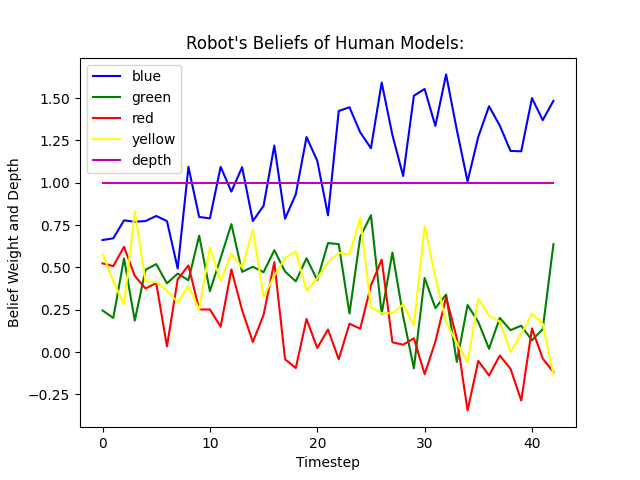 Robot's Beliefs of Human Models:
blue
green
red
yellow
depth
1.50
1.25
1.00
0.75
0.50
0.25
0.00
−0.25
Belief Weight and Depth
0 10 20 30 40
Timestep